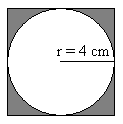 r = 4 cm